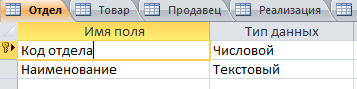 Отдел Товар Продавец Реализация
Имя поля Тип данных
Код отдела Числовой
Наименование Текстовый